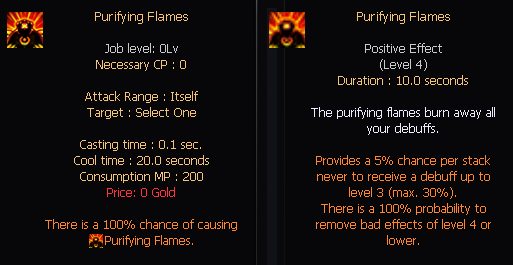 Purifying Flames
Job level: 0Lv
Necessary CP : 0
Attack Range : Itself
Target : Select One
Casting time : 0.1 sec.
Cool time : 20.0 seconds
Consumption MP : 200
Price: 0 Gold
There is a 100% chance of causing
Purifying Flames.
Purifying Flames
Positive Effect
(Level 4)
Duration : 10.0 seconds
The purifying flames burn away all
your debuffs.
Provides a 5% chance per stack
never to receive a debuff up to
level 3 (max. 30%).
There is a 100% probability to
remove bad effects of level 4 or
lower.